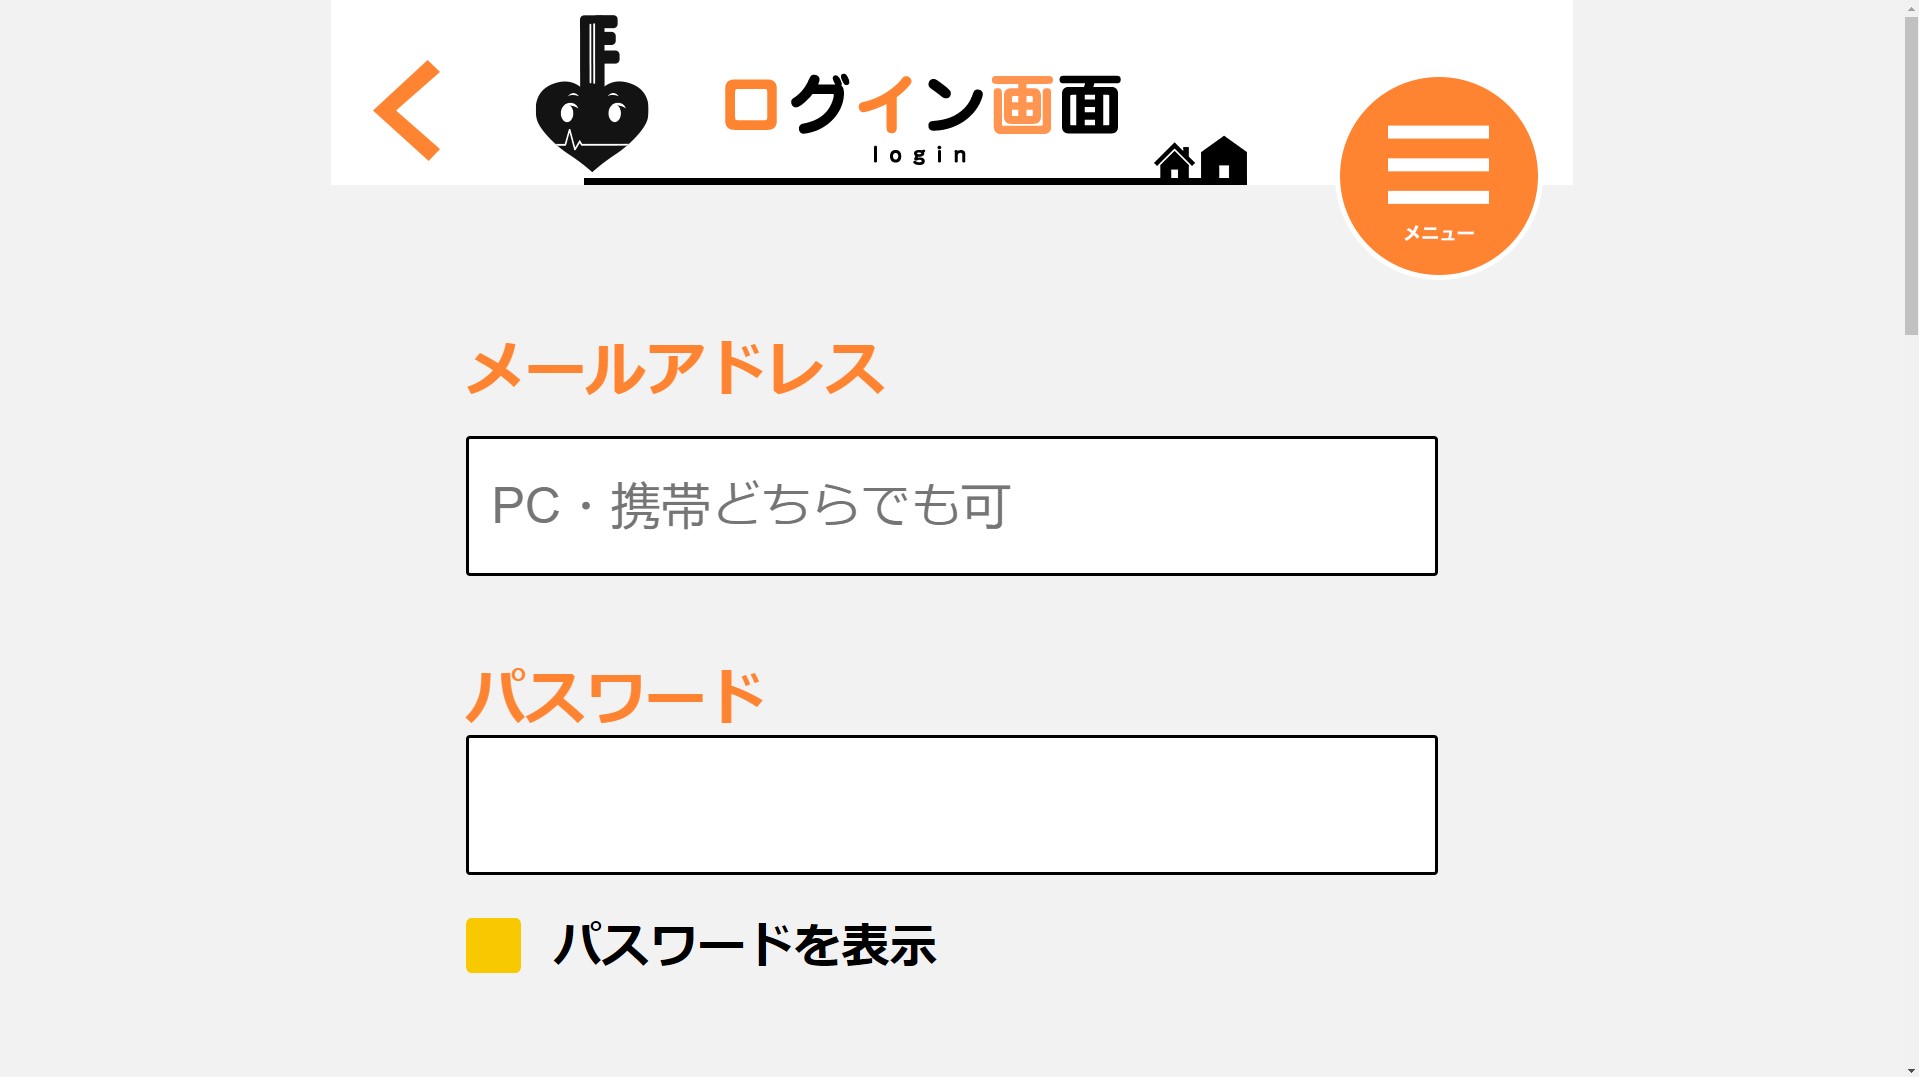 ログイン画面
login
メニュー
メールアドレス
PC・携帯どちらでも可
パスワード
パスワードを表示